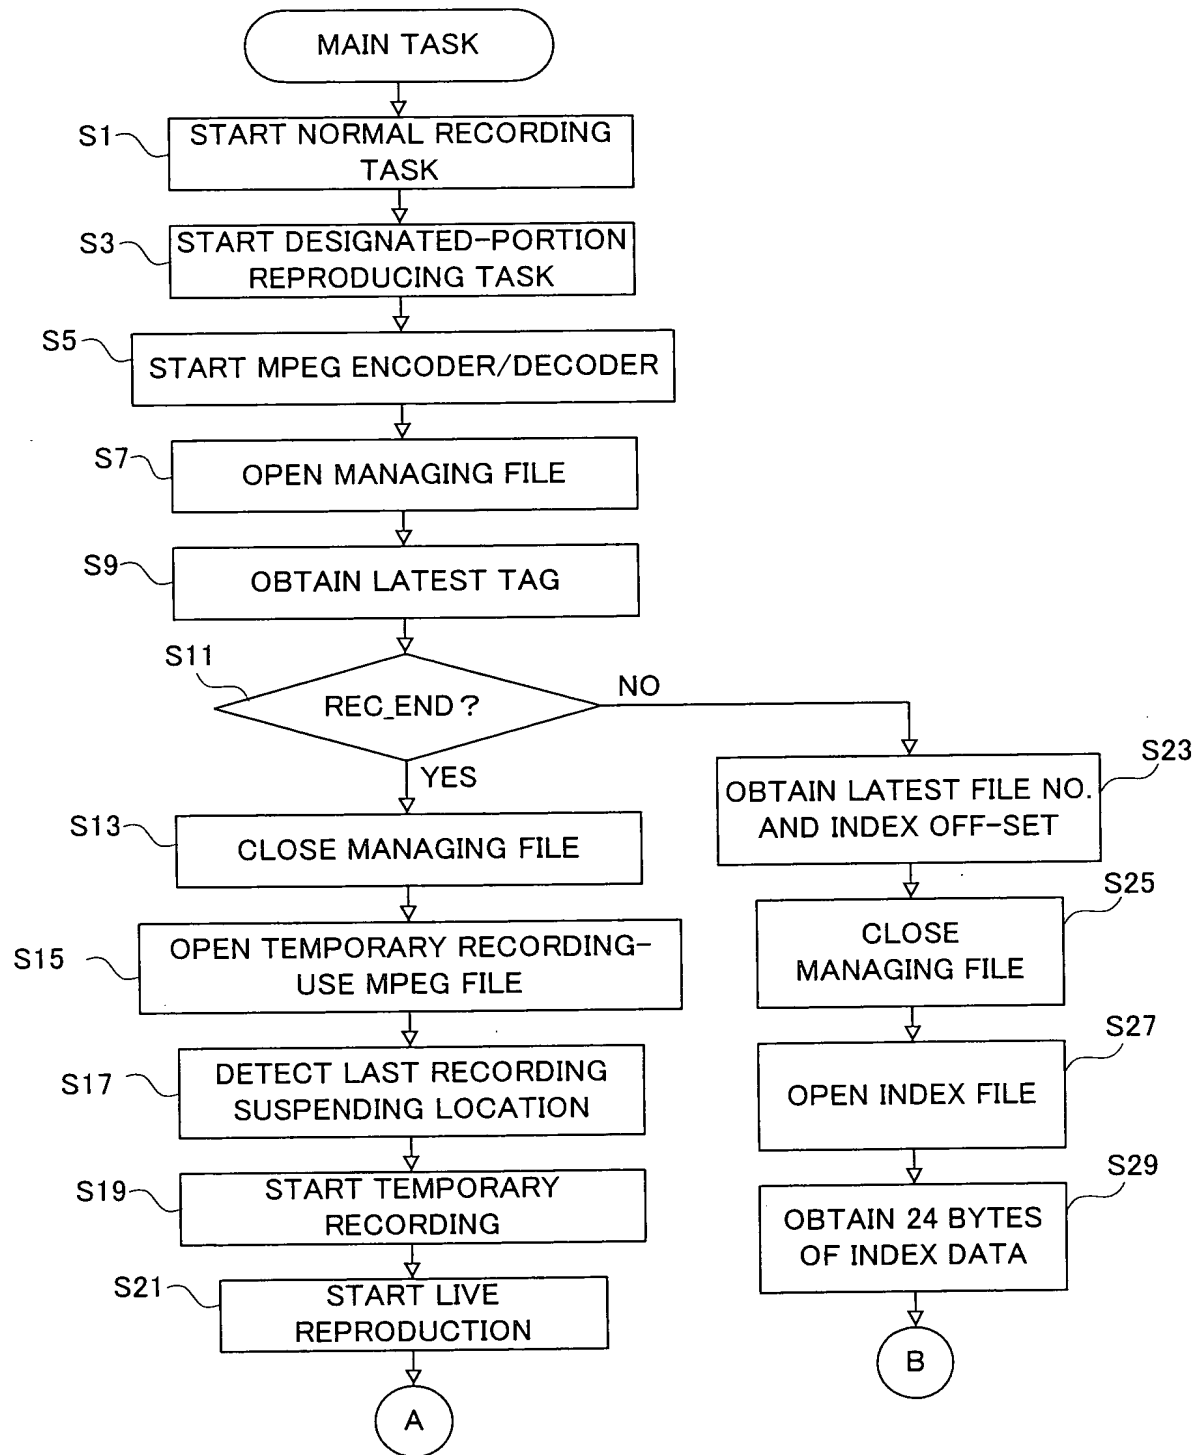 MAIN TASK
S1
START NORMAL RECORDING
TASK
S3
START DESIGNATED-PORTION
REPRODUCING TASK
S5
START MPEG ENCODER/DECODER
S7
OPEN MANAGING FILE
S9
OBTAIN LATEST TAG
S11
REC_END?
NO
YES
S13
CLOSE MANAGING FILE
S15
OPEN TEMPORARY RECORDING-
USE MPEG FILE
S17
DETECT LAST RECORDING
SUSPENDING LOCATION
S19
START TEMPORARY
RECORDING
S21
START LIVE
REPRODUCTION
A
S23
OBTAIN LATEST FILE NO.
AND INDEX OFF-SET
S25
CLOSE
MANAGING FILE
S27
OPEN INDEX FILE
S29
OBTAIN 24 BYTES
OF INDEX DATA
B